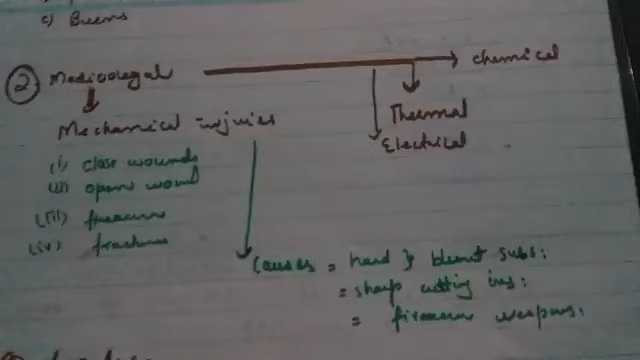 c) Burns
② Medicolegal → chemical
Thermal
Electrical
Mechanical injuries
(i) close wounds
(ii) open wound
(iii) firearm
(iv) fractures
Causes = hard } blunt subs:
= sharp cutting ins:
= firearm weapons: